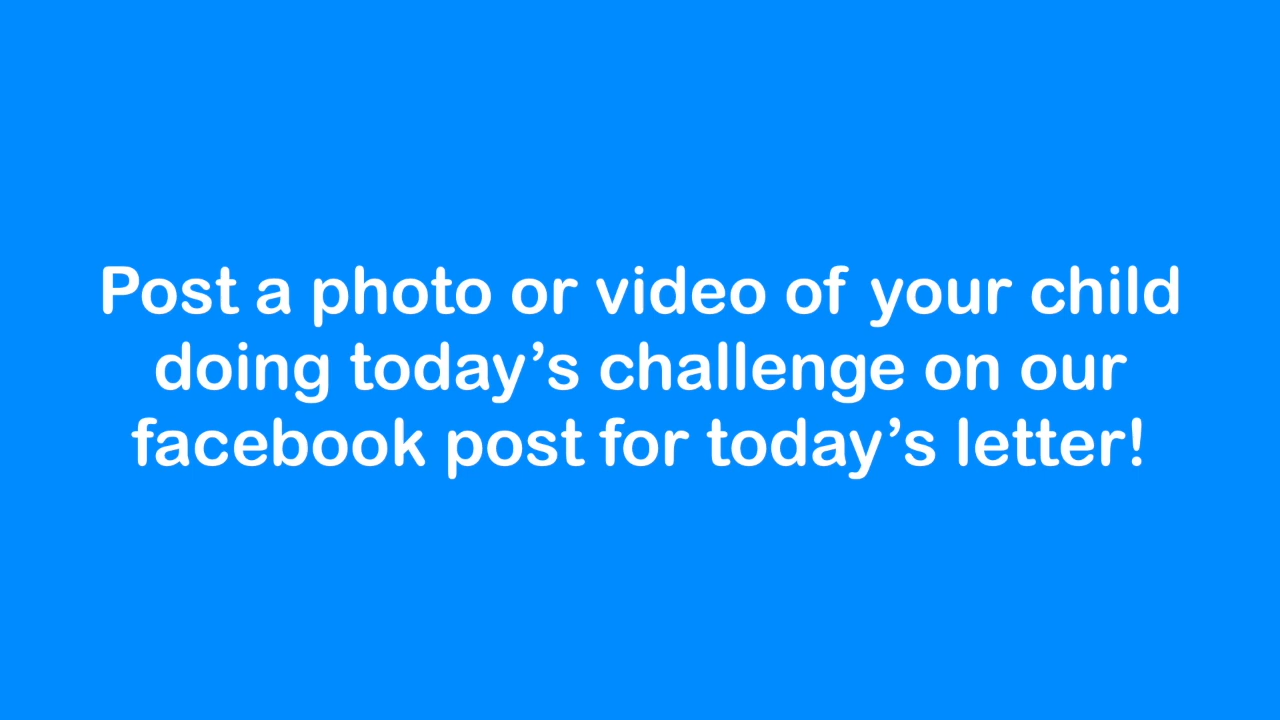 Post a photo or video of your child
doing today’s challenge on our
facebook post for today’s letter!